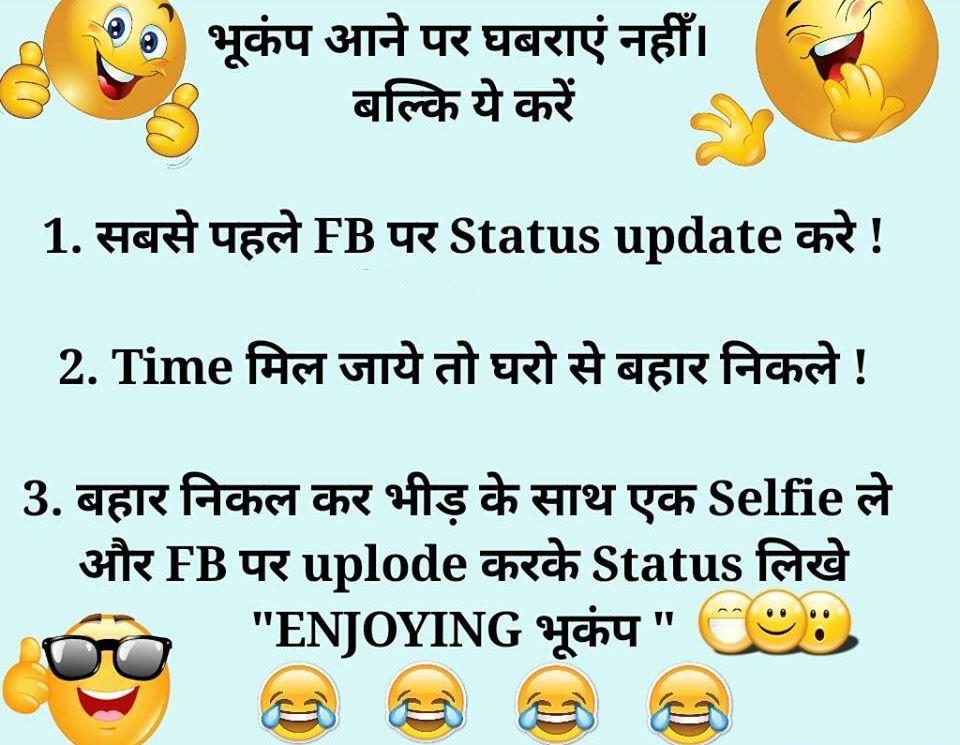 भूकंप आने पर घबराएं नहीं।
बल्कि ये करें
1. सबसे पहले FB पर Status update करे !
2. Time मिल जाये तो घरो से बहार निकले !
3. बहार निकल कर भीड़ के साथ एक Selfie ले
और FB पर uplode करके Status लिखे
"ENJOYING भूकंप "